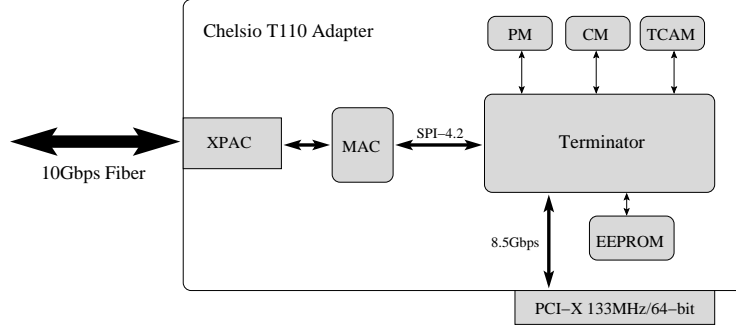 Chelsio T110 Adapter
PM
CM
TCAM
XPAC
MAC
SPI−4.2
Terminator
10Gbps Fiber
8.5Gbps
EEPROM
PCI−X 133MHz/64−bit